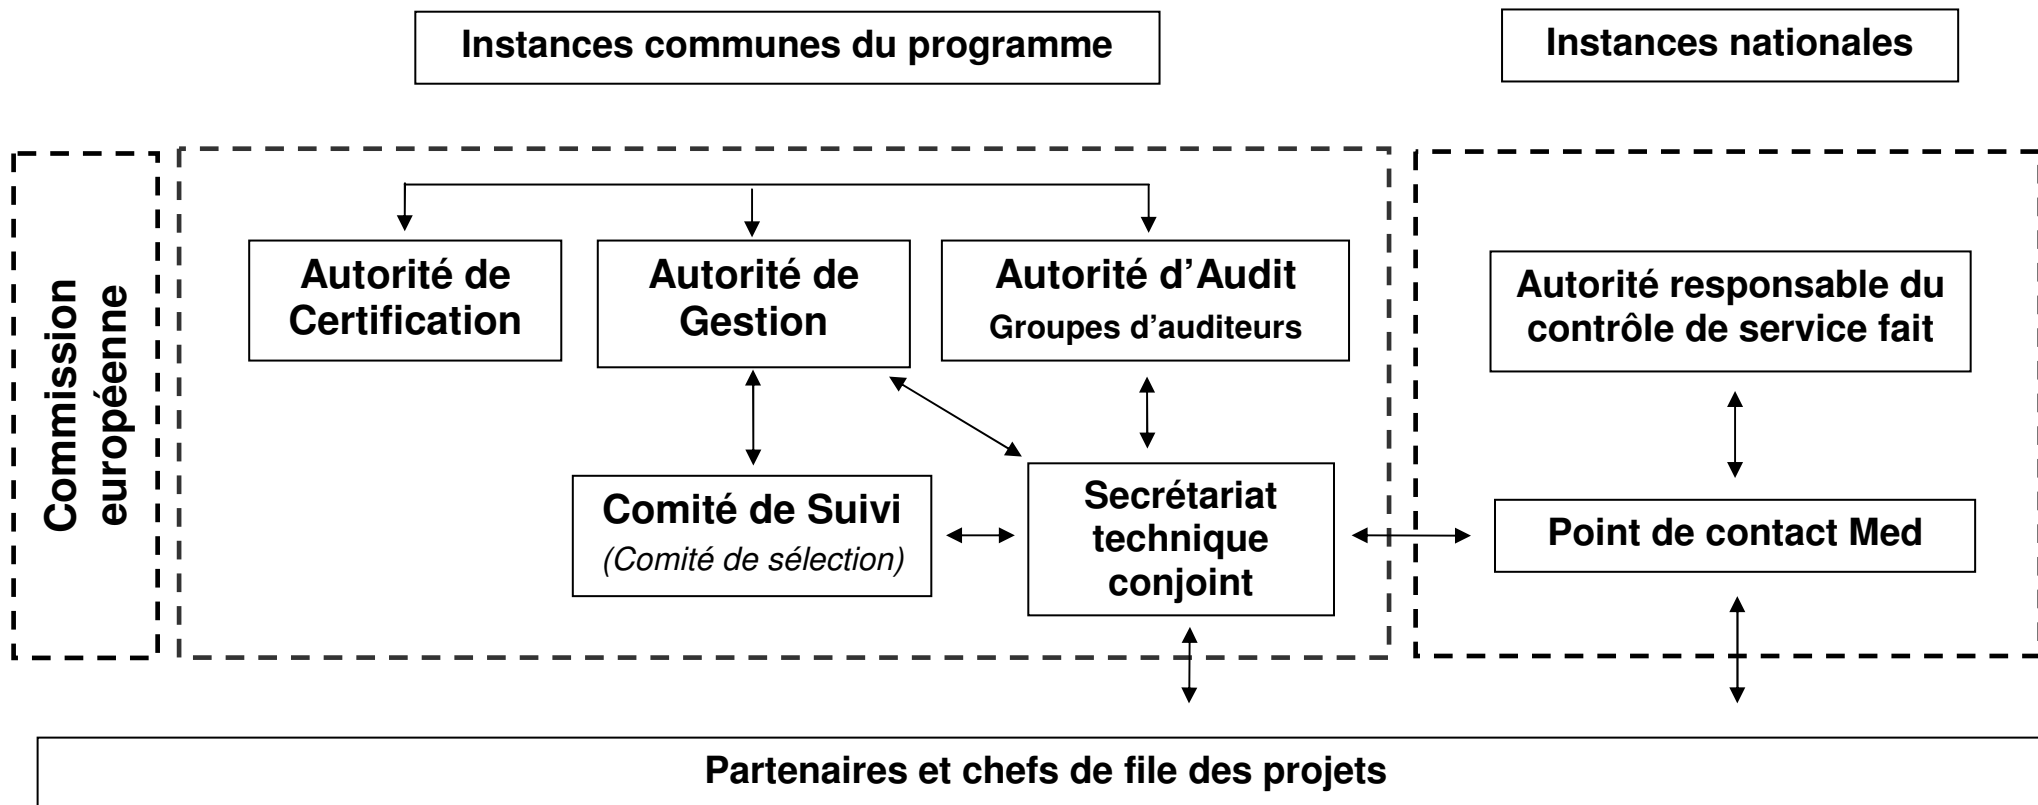 Instances communes du programme
Instances nationales
Commission
européenne
Autorité de
Certification
Autorité de
Gestion
Autorité d’Audit
Groupes d’auditeurs
Autorité responsable du
contrôle de service fait
Comité de Suivi
(Comité de sélection)
Secrétariat
technique
conjoint
Point de contact Med
Partenaires et chefs de file des projets